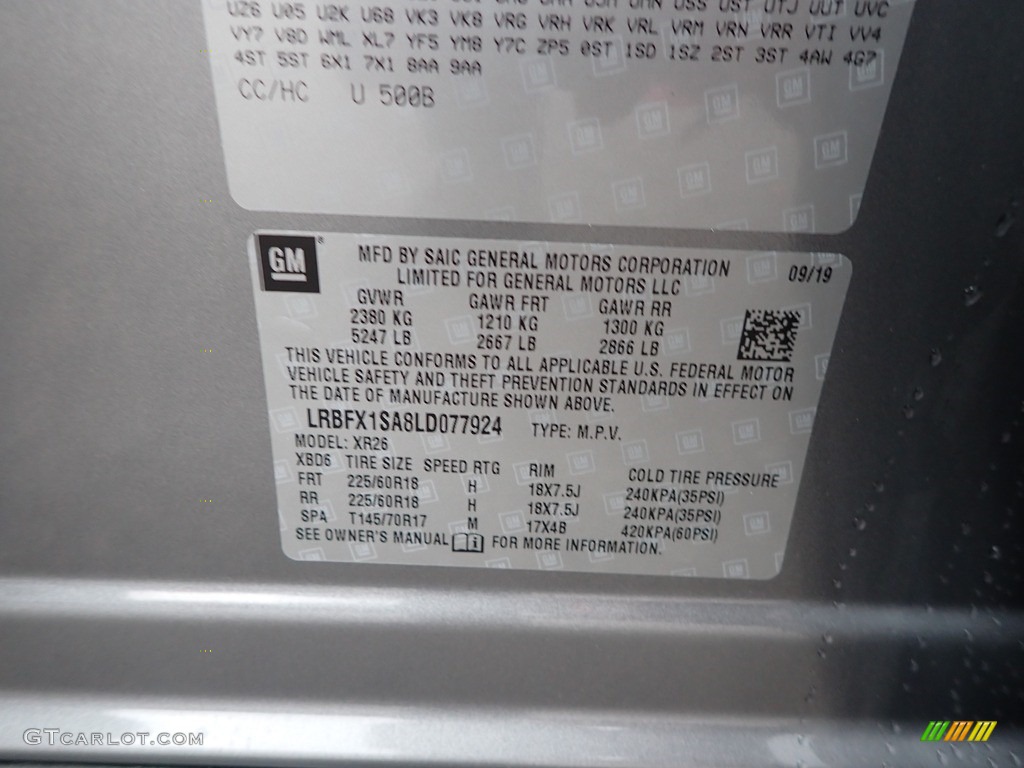 U26 U05 U2K U68 VK3 VK8 VRG VRH VRK VRL VRM VRN VRR VTI VV4
VY7 V8D WML XL7 YF5 YM8 Y7C ZP5 0ST 1SD 1SZ 2ST 3ST 4AW 4G7
4ST 5ST 6X1 7X1 8AA 9AA
CC/HC U 500B
GM®
MFD BY SAIC GENERAL MOTORS CORPORATION 09/19
LIMITED FOR GENERAL MOTORS LLC
GVWR GAWR FRT GAWR RR
2380 KG 1210 KG 1300 KG
5247 LB 2667 LB 2866 LB
THIS VEHICLE CONFORMS TO ALL APPLICABLE U.S. FEDERAL MOTOR
VEHICLE SAFETY AND THEFT PREVENTION STANDARDS IN EFFECT ON
THE DATE OF MANUFACTURE SHOWN ABOVE.
LRBFX1SA8LD077924 TYPE: M.P.V.
MODEL: XR26
XBD6 TIRE SIZE SPEED RTG RIM COLD TIRE PRESSURE
FRT 225/60R18 H 18X7.5J 240KPA(35PSI)
RR 225/60R18 H 18X7.5J 240KPA(35PSI)
SPA T145/70R17 M 17X4B 420KPA(60PSI)
SEE OWNER'S MANUAL FOR MORE INFORMATION.
GTCarLot.com